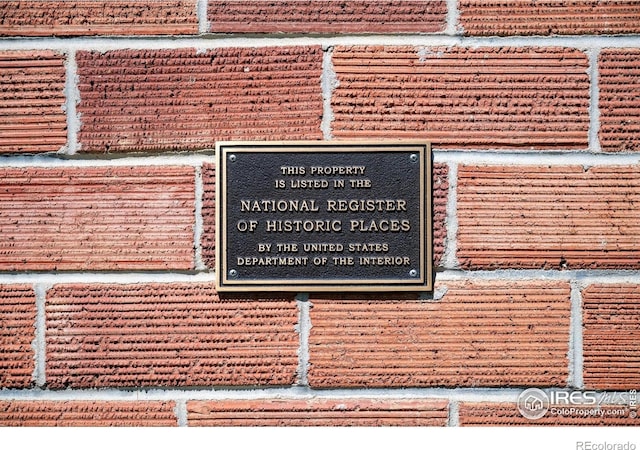 THIS PROPERTY
IS LISTED IN THE
NATIONAL REGISTER
OF HISTORIC PLACES
BY THE UNITED STATES
DEPARTMENT OF THE INTERIOR
IRESMLS
ColoProperty.com
© IRES
REcolorado